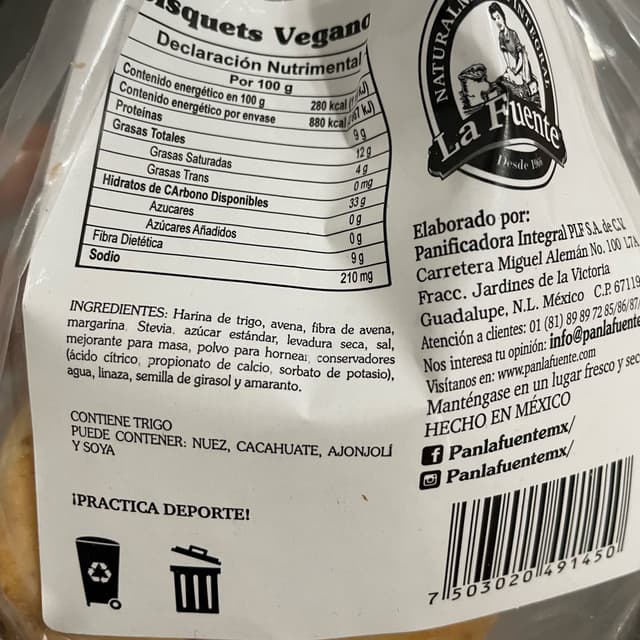 Bisquets Vegano
Declaración Nutrimental
Por 100 g
Contenido energético en 100 g 280 kcal
Contenido energético por envase 880 kcal
Proteínas 9 g
Grasas Totales 12 g
Grasas Saturadas 4 g
Grasas Trans 0 mg
Hidratos de CArbono Disponibles 33 g
Azucares 0 g
Azúcares Añadidos 0 g
Fibra Dietética 9 g
Sodio 210 mg
INGREDIENTES: Harina de trigo, avena, fibra de avena,
margarina. Stevia, azúcar estándar, levadura seca, sal,
mejorante para masa, polvo para hornear, conservadores
(ácido cítrico, propionato de calcio, sorbato de potasio),
agua, linaza, semilla de girasol y amaranto.
CONTIENE TRIGO
PUEDE CONTENER: NUEZ, CACAHUATE, AJONJOLÍ
Y SOYA
¡PRACTICA DEPORTE!
INTEGRAL
La Fuente
Desde
Elaborado por:
Panificadora Integral PLF S.A. de C.V.
Carretera Miguel Alemán No. 100 L7A
Fracc. Jardines de la Victoria
Guadalupe, N.L. México C.P. 67119
Atención a clientes: 01 (81) 89 89 72 85/86/87/
Nos interesa tu opinión: info@panlafuente
Visítanos en: www.panlafuente.com
Manténgase en un lugar fresco y sec
HECHO EN MÉXICO
Panlafuentemx/
Panlafuentemx/
7 503020 491450